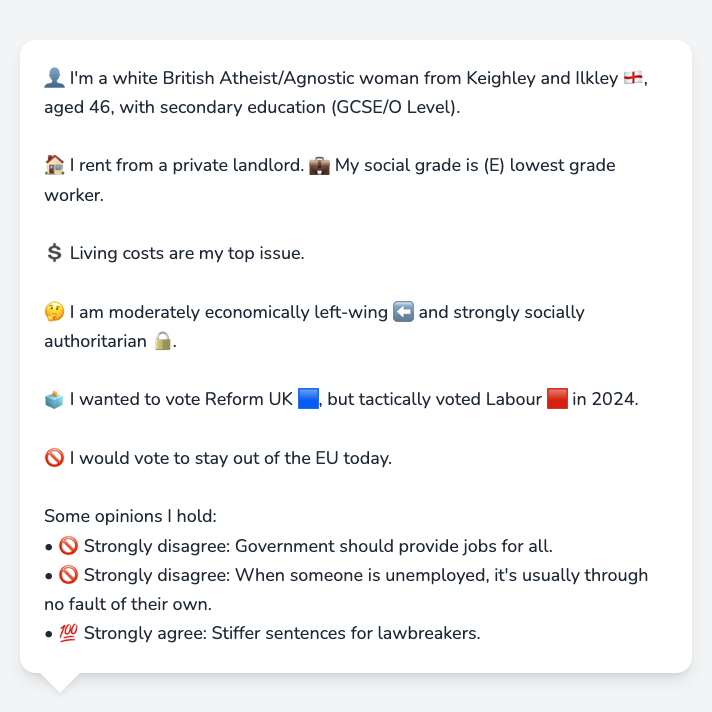 👤 I'm a white British Atheist/Agnostic woman from Keighley and Ilkley 🏴󠁧󠁢󠁥󠁮󠁧󠁿,
aged 46, with secondary education (GCSE/O Level).
🏠 I rent from a private landlord. 💼 My social grade is (E) lowest grade
worker.
💲 Living costs are my top issue.
🤔 I am moderately economically left-wing ⬅️ and strongly socially
authoritarian 🔒.
🗳️ I wanted to vote Reform UK 🟦, but tactically voted Labour 🟥 in 2024.
🚫 I would vote to stay out of the EU today.
Some opinions I hold:
• 🚫 Strongly disagree: Government should provide jobs for all.
• 🚫 Strongly disagree: When someone is unemployed, it's usually through
no fault of their own.
• 💯 Strongly agree: Stiffer sentences for lawbreakers.